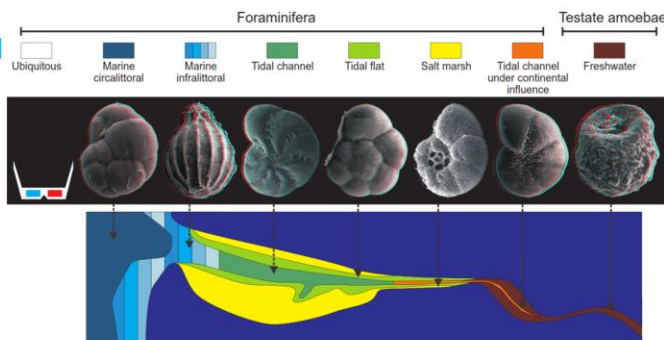 Foraminifera
Testate amoebae
Ubiquitous
Marine
circalittoral
Marine
infralittoral
Tidal channel
Tidal flat
Salt marsh
Tidal channel
under continental
influence
Freshwater